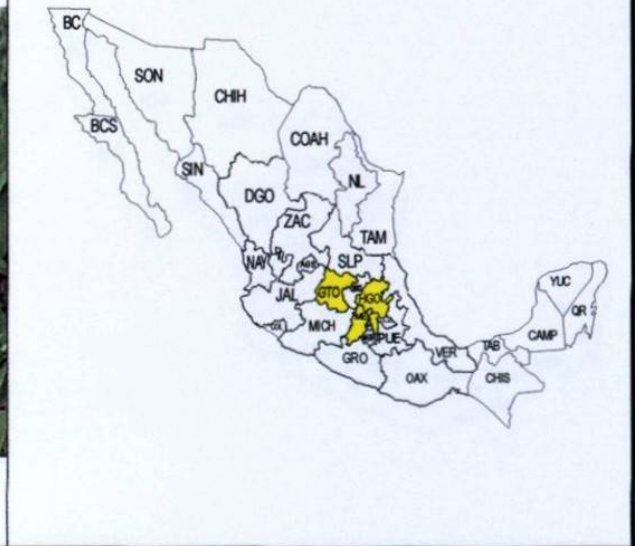 BC
SON
CHIH
BCS
COAH
SIN
NL
DGO
ZAC
TAM
NAY
SLP
GTO
HGO
JAL
MICH
PUE
GRO
VER
OAX
TAB
CHIS
CAMP
YUC
QR